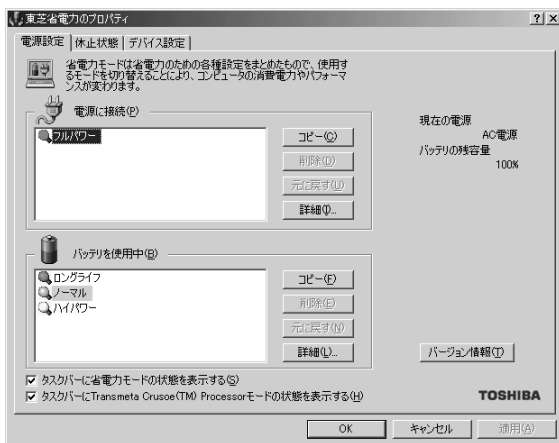 東芝省電力のプロパティ
電源設定 休止状態 デバイス設定
省電力モードは省電力のための各種設定をまとめたもので、使用す
るモードを切り替えることにより、コンピュータの消費電力やパフォーマ
ンスが変わります。
電源に接続(P)
フルパワー
コピー(C)
削除(D)
元に戻す(U)
詳細(I)...
現在の電源
AC電源
バッテリの残容量
100%
バッテリを使用中(B)
ロングライフ
ノーマル
ハイパワー
コピー(F)
削除(E)
元に戻す(N)
詳細(L)...
バージョン情報(T)
タスクバーに省電力モードの状態を表示する(S)
タスクバーにTransmeta Crusoe(TM) Processorモードの状態を表示する(H)
TOSHIBA
OK キャンセル 適用(A)